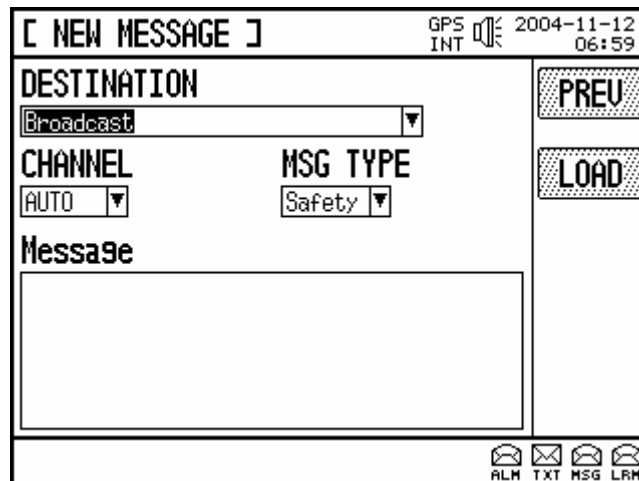 [ NEW MESSAGE ]
GPS
INT
2004-11-12
06:59
DESTINATION
Broadcast
CHANNEL
MSG TYPE
AUTO
Safety
Message
PREV
LOAD
ALM TXT MSG LRM